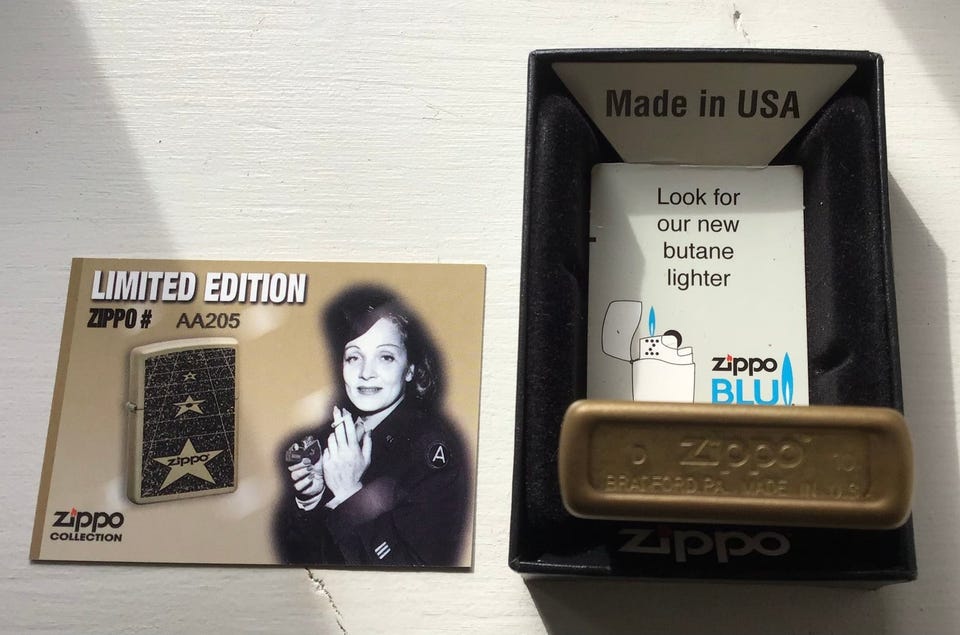 LIMITED EDITION
ZIPPO # AA205
zippo
zippo
COLLECTION
A
Made in USA
Look for
our new
butane
lighter
zippo
BLU
D zippo 10
BRADFORD.PA. MADE IN U.S.A.
zippo